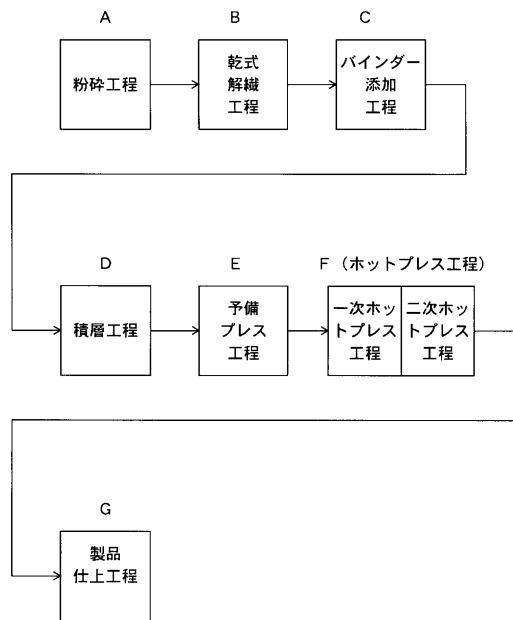 A
B
C
粉砕工程
乾式
解繊
工程
バインダー
添加
工程
D
E
F（ホットプレス工程）
積層工程
予備
プレス
工程
一次ホッ
トプレス
工程
二次ホッ
トプレス
工程
G
製品
仕上工程